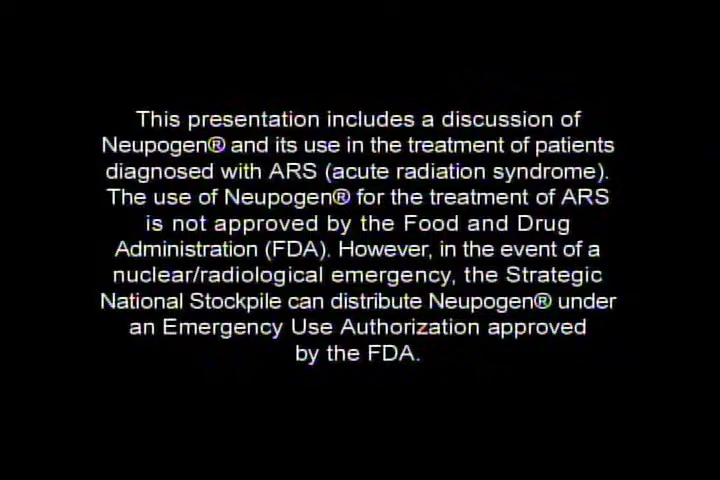 This presentation includes a discussion of
Neupogen® and its use in the treatment of patients
diagnosed with ARS (acute radiation syndrome).
The use of Neupogen® for the treatment of ARS
is not approved by the Food and Drug
Administration (FDA). However, in the event of a
nuclear/radiological emergency, the Strategic
National Stockpile can distribute Neupogen® under
an Emergency Use Authorization approved
by the FDA.